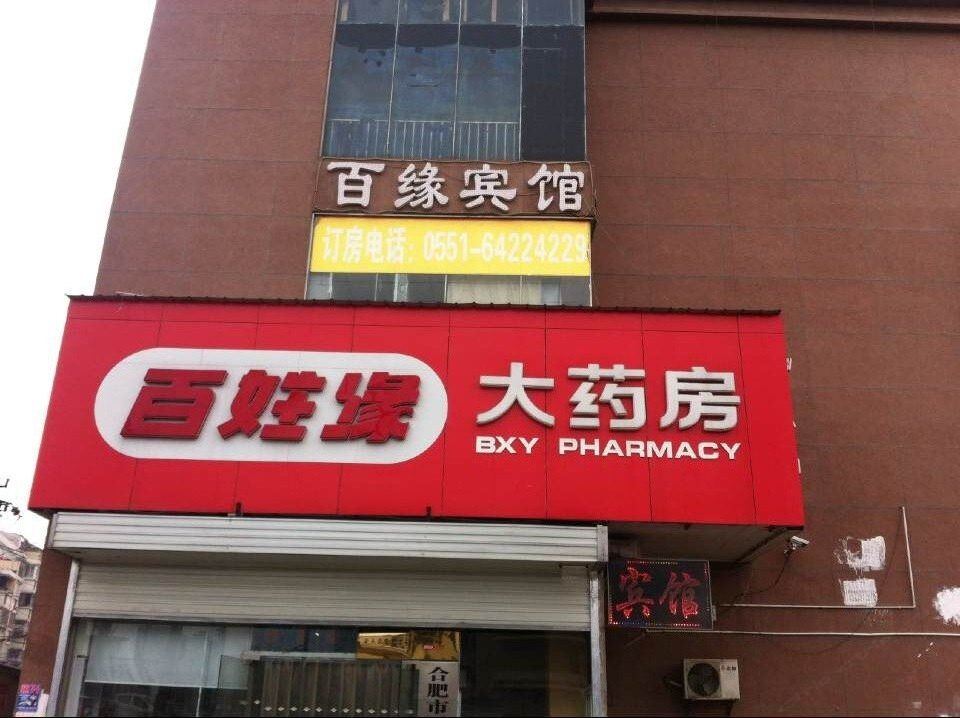 百缘宾馆
订房电话：0551-64224229
百姓缘 大药房
BXY PHARMACY
宾馆
合肥市